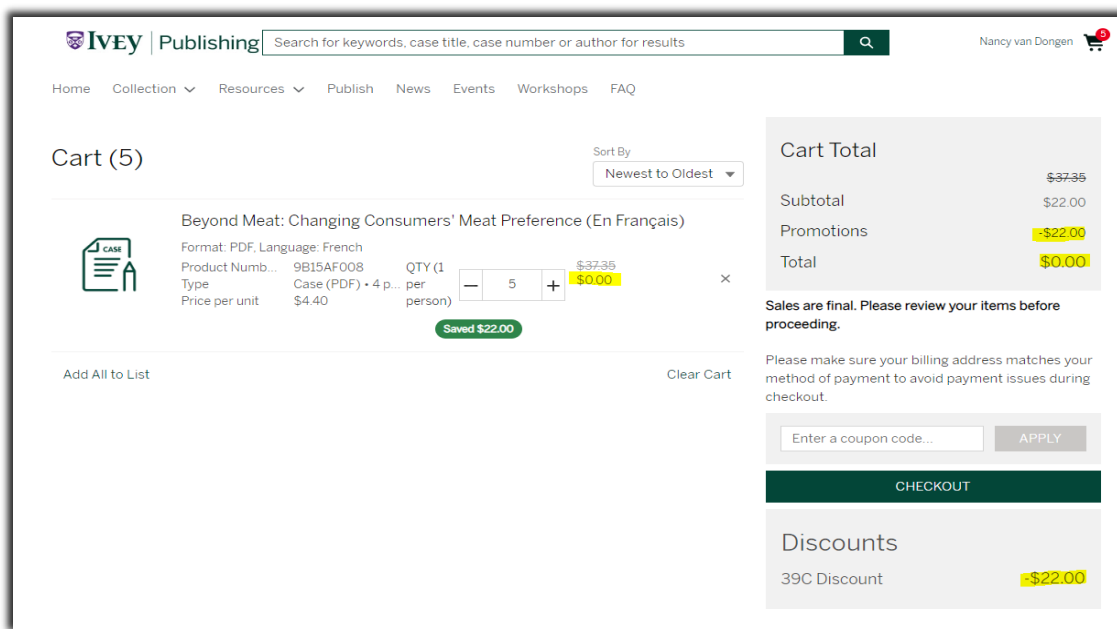 IVEY | Publishing
Search for keywords, case title, case number or author for results
Nancy van Dongen
5
Home Collection Resources Publish News Events Workshops FAQ
Cart (5)
Sort By
Newest to Oldest
Beyond Meat: Changing Consumers' Meat Preference (En Français)
CASE
Format: PDF, Language: French
Product Numb... 9B15AF008
Type Case (PDF) • 4 p...
Price per unit $4.40
QTY (1
per
person)
5
$37.35
$0.00
Saved $22.00
Add All to List
Clear Cart
Cart Total
$37.35
Subtotal $22.00
Promotions -$22.00
Total $0.00
Sales are final. Please review your items before
proceeding.
Please make sure your billing address matches your
method of payment to avoid payment issues during
checkout.
Enter a coupon code...
APPLY
CHECKOUT
Discounts
39C Discount -$22.00